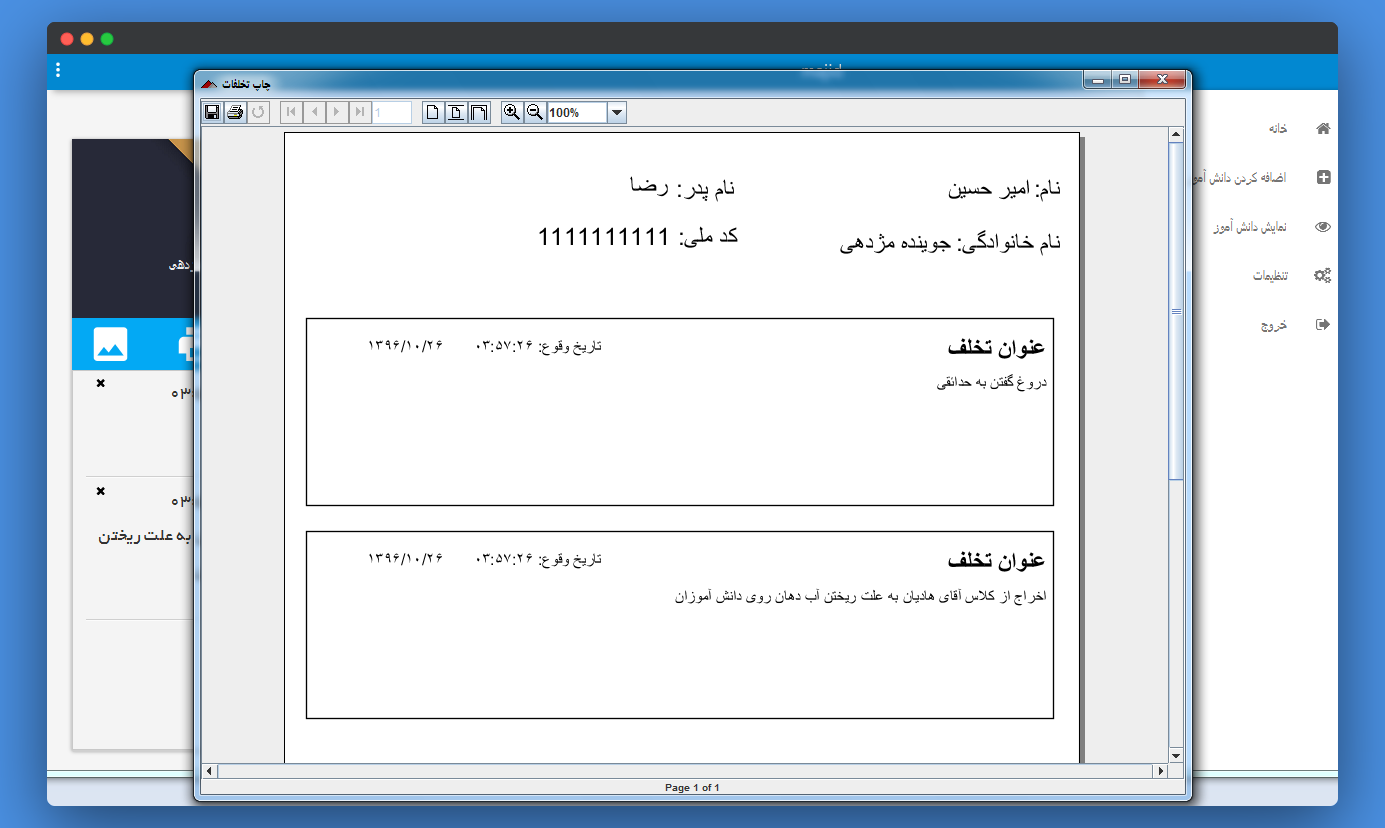 چاپ تخلفات
1
100%
خانه
اضافه کردن دانش
نمایش دانش آموز
تنظیمات
خروج
نام: امیر حسین
نام پدر: رضا
نام خانوادگی: جوینده مژدهی
کد ملی: 1111111111
عنوان تخلف
تاریخ وقوع: ۰۳:۵۷:۲۶ ۱۳۹۶/۱۰/۲۶
دروغ گفتن به حدائقی
عنوان تخلف
تاریخ وقوع: ۰۳:۵۷:۲۶ ۱۳۹۶/۱۰/۲۶
اخراج از کلاس آقای هادیان به علت ریختن آب دهان روی دانش آموزان
۰۳
۰۳
به علت ریختن
Page 1 of 1